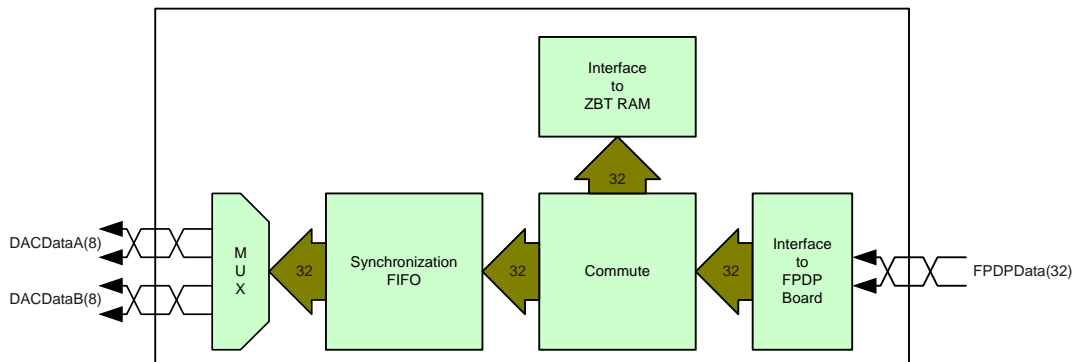 Interface
to
ZBT RAM
32
DACDataA(8)
DACDataB(8)
M
U
X
32
Synchronization
FIFO
32
Commute
32
Interface
to
FPDP
Board
FPDPData(32)